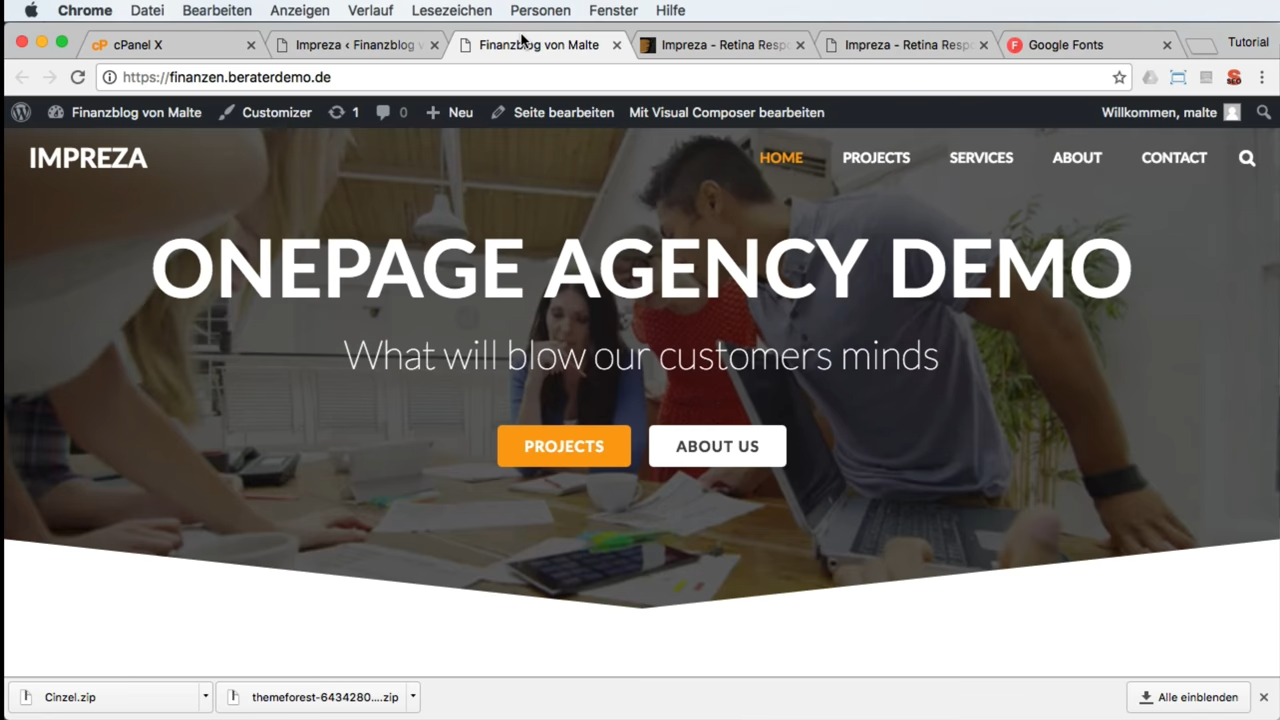 Chrome Datei Bearbeiten Anzeigen Verlauf Lesezeichen Personen Fenster Hilfe
cP cPanel X Impreza ‹ Finanzblog v Finanzblog von Malte Impreza - Retina Resp Impreza - Retina Resp F Google Fonts Tutorial
https://finanzen.beraterdemo.de SEO
Finanzblog von Malte Customizer 1 0 Neu Seite bearbeiten Mit Visual Composer bearbeiten Willkommen, malte
IMPREZA HOME PROJECTS SERVICES ABOUT CONTACT
ONEPAGE AGENCY DEMO
What will blow our customers minds
PROJECTS ABOUT US
Cinzel.zip themeforest-6434280....zip Alle einblenden